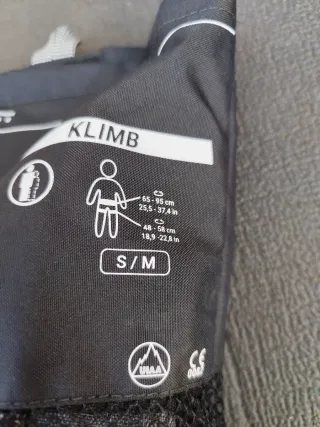 KLIMB
65 - 95 cm
25,5 - 37,4 in
48 - 58 cm
18,9 - 22,8 in
S / M
UIAA
CE